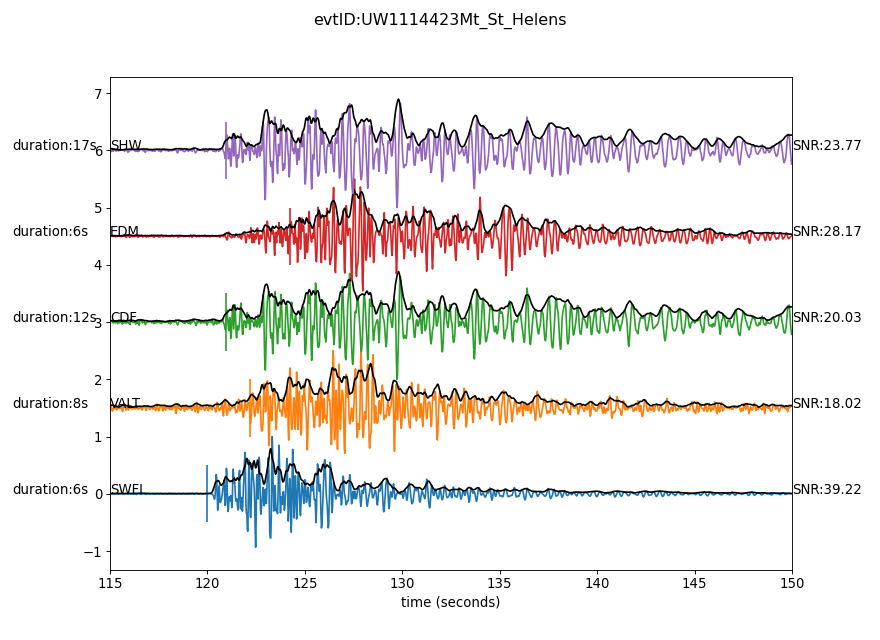 evtID:UW1114423Mt_St_Helens
7
duration:17s
6
SHW
SNR:23.77
5
duration:6s
EDM
SNR:28.17
4
duration:12s
3
CDF
SNR:20.03
2
duration:8s
VALT
SNR:18.02
1
duration:6s
0
SWFL
SNR:39.22
−1
115 120 125 130 135 140 145 150
time (seconds)